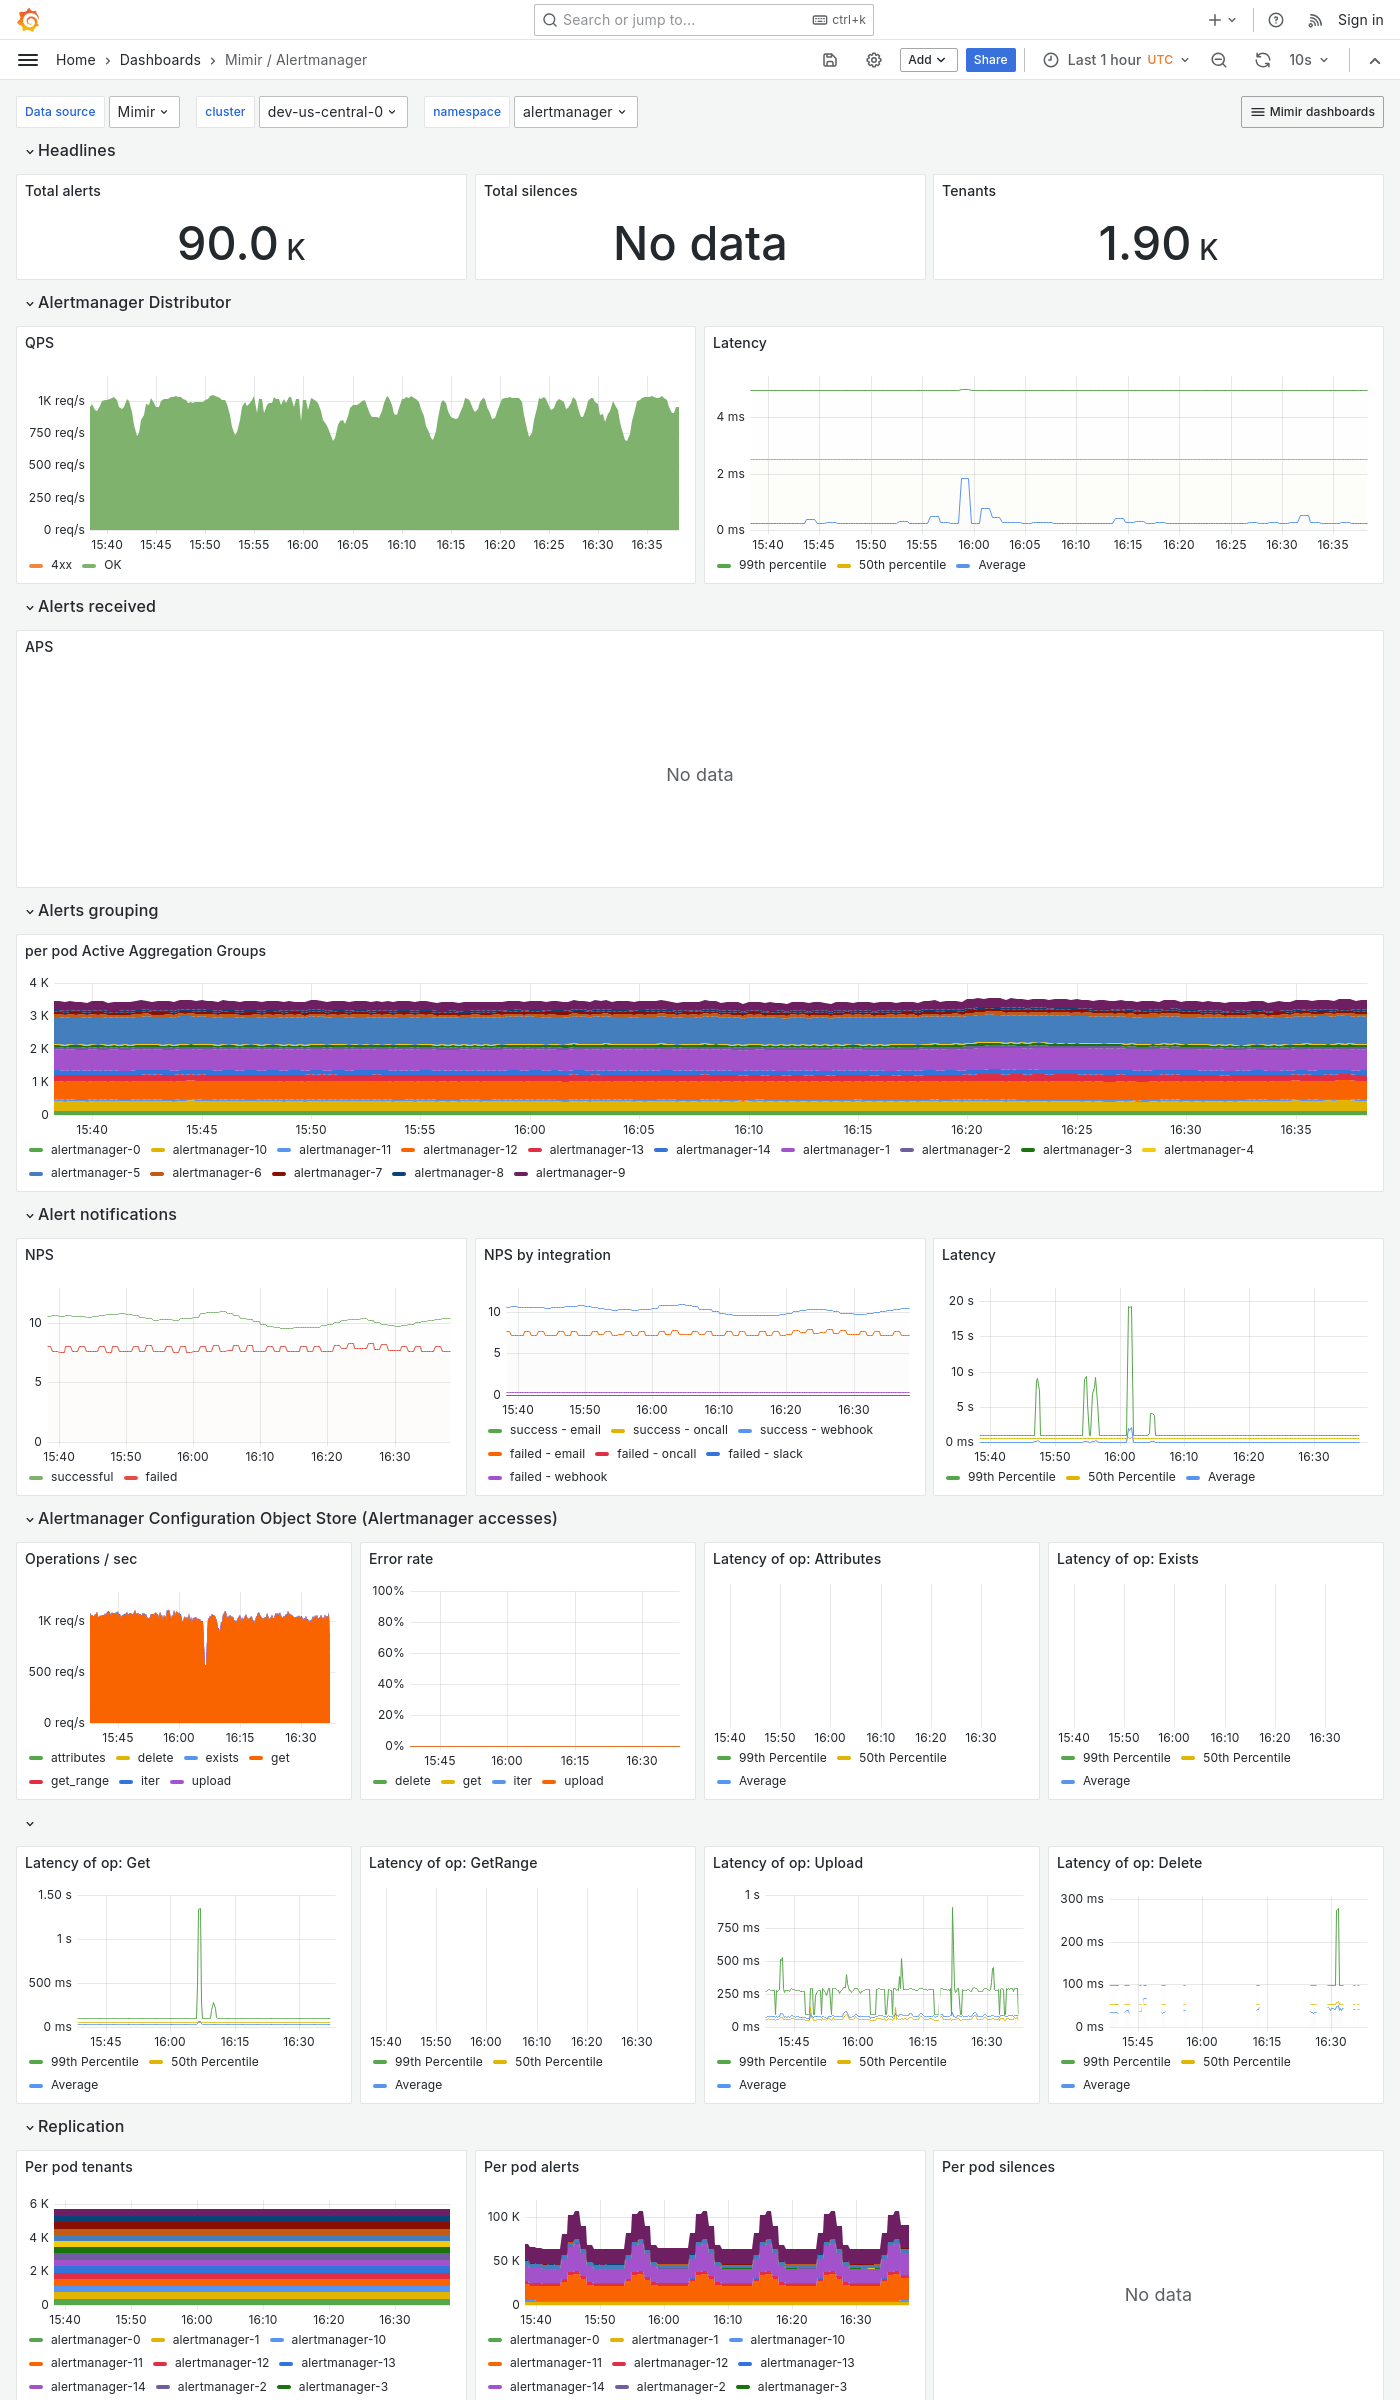 Search or jump to... ctrl+k Sign in
Home › Dashboards › Mimir / Alertmanager Add Share Last 1 hour UTC 10s
Data source Mimir cluster dev-us-central-0 namespace alertmanager Mimir dashboards
Headlines
Total alerts Total silences Tenants
90.0 K No data 1.90 K
Alertmanager Distributor
QPS
1K req/s
750 req/s
500 req/s
250 req/s
0 req/s
15:40 15:45 15:50 15:55 16:00 16:05 16:10 16:15 16:20 16:25 16:30 16:35
4xx OK
Latency
4 ms
2 ms
0 ms
15:40 15:45 15:50 15:55 16:00 16:05 16:10 16:15 16:20 16:25 16:30 16:35
99th percentile 50th percentile Average
Alerts received
APS
No data
Alerts grouping
per pod Active Aggregation Groups
4 K
3 K
2 K
1 K
0
15:40 15:45 15:50 15:55 16:00 16:05 16:10 16:15 16:20 16:25 16:30 16:35
alertmanager-0 alertmanager-10 alertmanager-11 alertmanager-12 alertmanager-13 alertmanager-14 alertmanager-1 alertmanager-2 alertmanager-3 alertmanager-4
alertmanager-5 alertmanager-6 alertmanager-7 alertmanager-8 alertmanager-9
Alert notifications
NPS
10
5
0
15:40 15:50 16:00 16:10 16:20 16:30
successful failed
NPS by integration
10
5
0
15:40 15:50 16:00 16:10 16:20 16:30
success - email success - oncall success - webhook
failed - email failed - oncall failed - slack
failed - webhook
Latency
20 s
15 s
10 s
5 s
0 ms
15:40 15:50 16:00 16:10 16:20 16:30
99th Percentile 50th Percentile Average
Alertmanager Configuration Object Store (Alertmanager accesses)
Operations / sec
1K req/s
500 req/s
0 req/s
15:45 16:00 16:15 16:30
attributes delete exists get
get_range iter upload
Error rate
100%
80%
60%
40%
20%
0%
15:45 16:00 16:15 16:30
delete get iter upload
Latency of op: Attributes
15:40 15:50 16:00 16:10 16:20 16:30
99th Percentile 50th Percentile
Average
Latency of op: Exists
15:40 15:50 16:00 16:10 16:20 16:30
99th Percentile 50th Percentile
Average
Latency of op: Get
1.50 s
1 s
500 ms
0 ms
15:45 16:00 16:15 16:30
99th Percentile 50th Percentile
Average
Latency of op: GetRange
15:40 15:50 16:00 16:10 16:20 16:30
99th Percentile 50th Percentile
Average
Latency of op: Upload
1 s
750 ms
500 ms
250 ms
0 ms
15:45 16:00 16:15 16:30
99th Percentile 50th Percentile
Average
Latency of op: Delete
300 ms
200 ms
100 ms
0 ms
15:45 16:00 16:15 16:30
99th Percentile 50th Percentile
Average
Replication
Per pod tenants
6 K
4 K
2 K
0
15:40 15:50 16:00 16:10 16:20 16:30
alertmanager-0 alertmanager-1 alertmanager-10
alertmanager-11 alertmanager-12 alertmanager-13
alertmanager-14 alertmanager-2 alertmanager-3
Per pod alerts
100 K
50 K
0
15:40 15:50 16:00 16:10 16:20 16:30
alertmanager-0 alertmanager-1 alertmanager-10
alertmanager-11 alertmanager-12 alertmanager-13
alertmanager-14 alertmanager-2 alertmanager-3
Per pod silences
No data